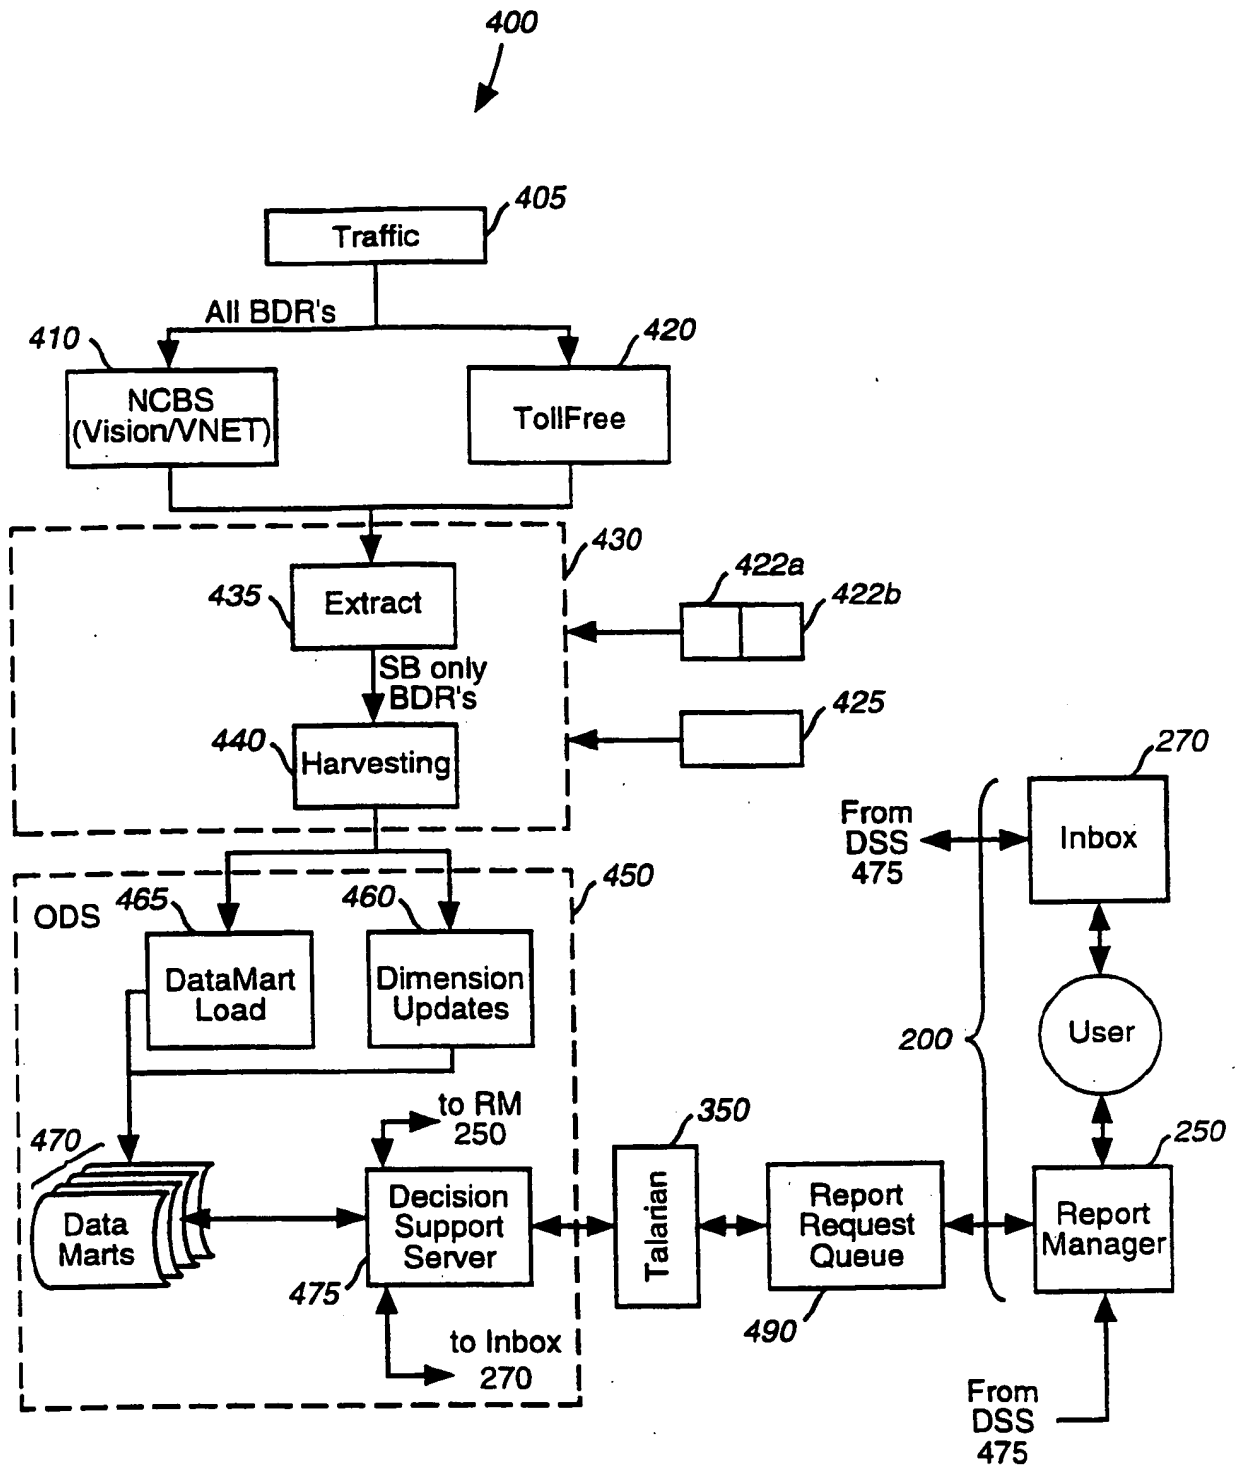 400
405
Traffic
All BDR's
410
420
NCBS
(Vision/VNET)
TollFree
430
435
Extract
422a
422b
SB only
BDR's
425
440
Harvesting
270
From
DSS
475
Inbox
450
ODS
465
460
DataMart
Load
Dimension
Updates
200
User
to RM
250
350
250
470
Data
Marts
Decision
Support
Server
475
Talarian
Report
Request
Queue
490
Report
Manager
to Inbox
270
From
DSS
475